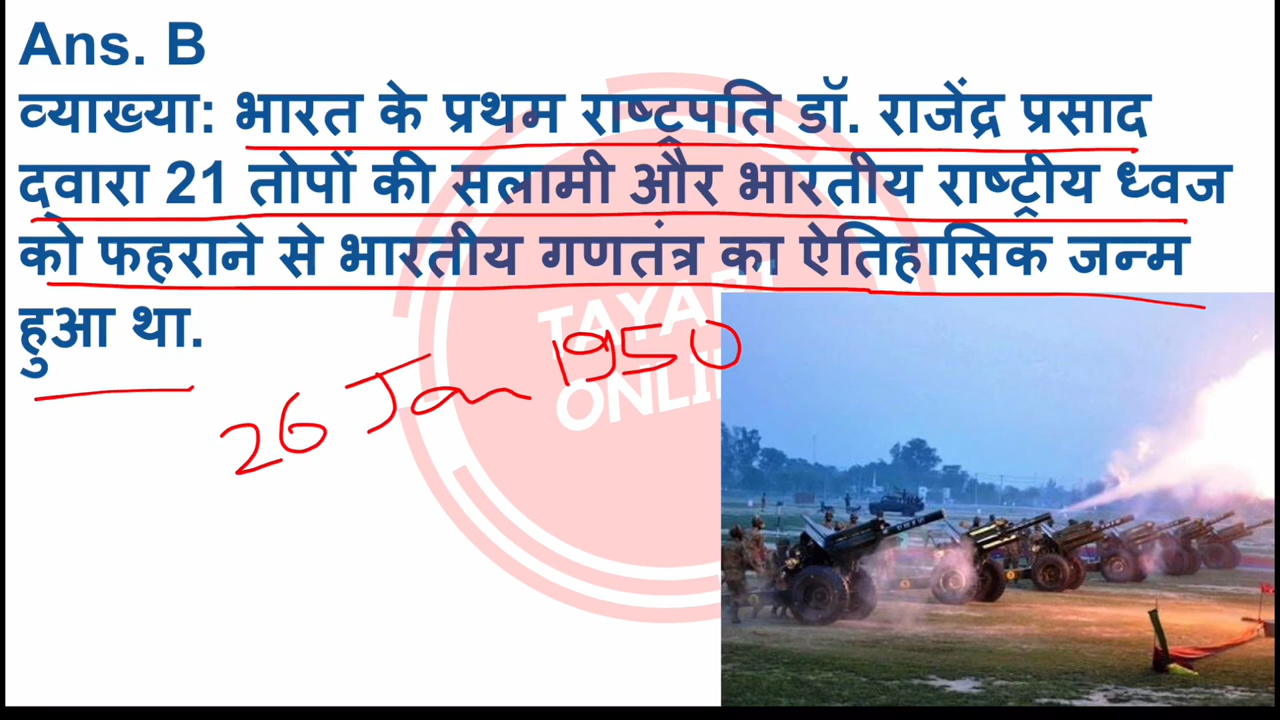 Ans. B
व्याख्या: भारत के प्रथम राष्ट्रपति डॉ. राजेंद्र प्रसाद
द्वारा 21 तोपों की सलामी और भारतीय राष्ट्रीय ध्वज
को फहराने से भारतीय गणतंत्र का ऐतिहासिक जन्म
हुआ था.
26 Jan 1950